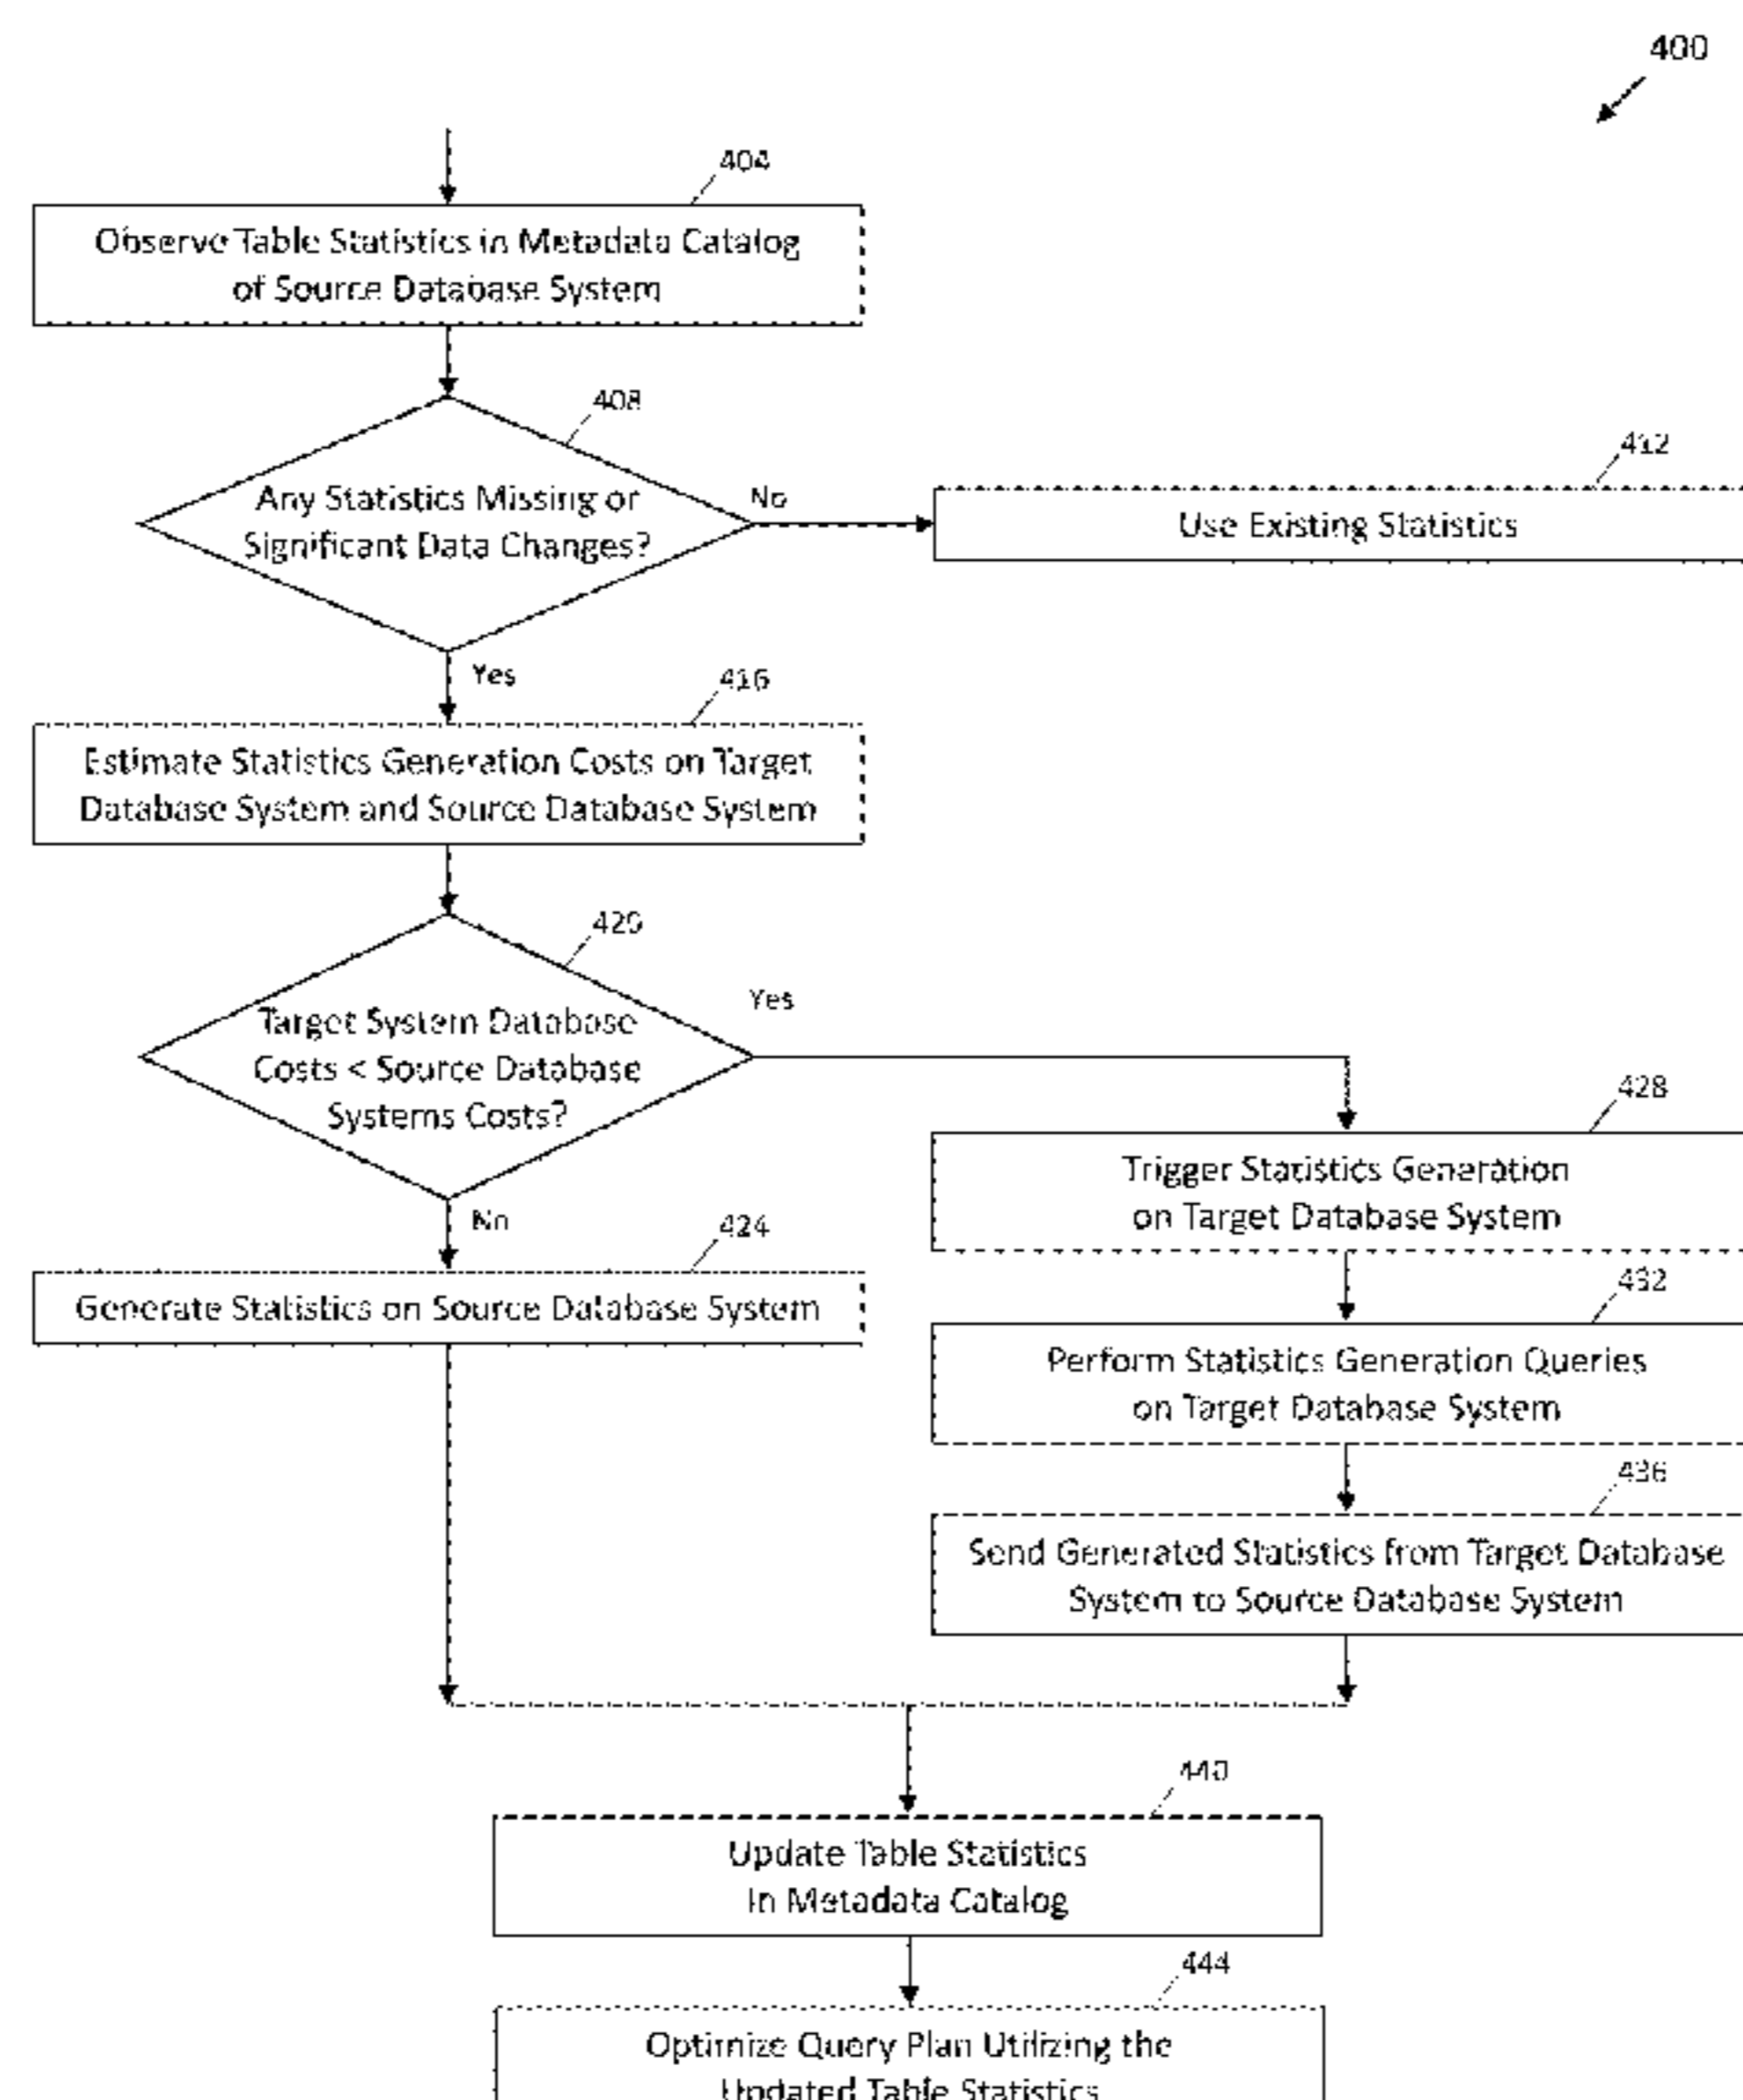 400
404
Observe Table Statistics in Metadata Catalog
of Source Database System
408
Any Statistics Missing or
Significant Data Changes?
No
412
Use Existing Statistics
Yes
416
Estimate Statistics Generation Costs on Target
Database System and Source Database System
420
Target System Database
Costs < Source Database
Systems Costs?
Yes
No
424
Generate Statistics on Source Database System
428
Trigger Statistics Generation
on Target Database System
432
Perform Statistics Generation Queries
on Target Database System
436
Send Generated Statistics from Target Database
System to Source Database System
440
Update Table Statistics
In Metadata Catalog
444
Optimize Query Plan Utilizing the
Updated Table Statistics